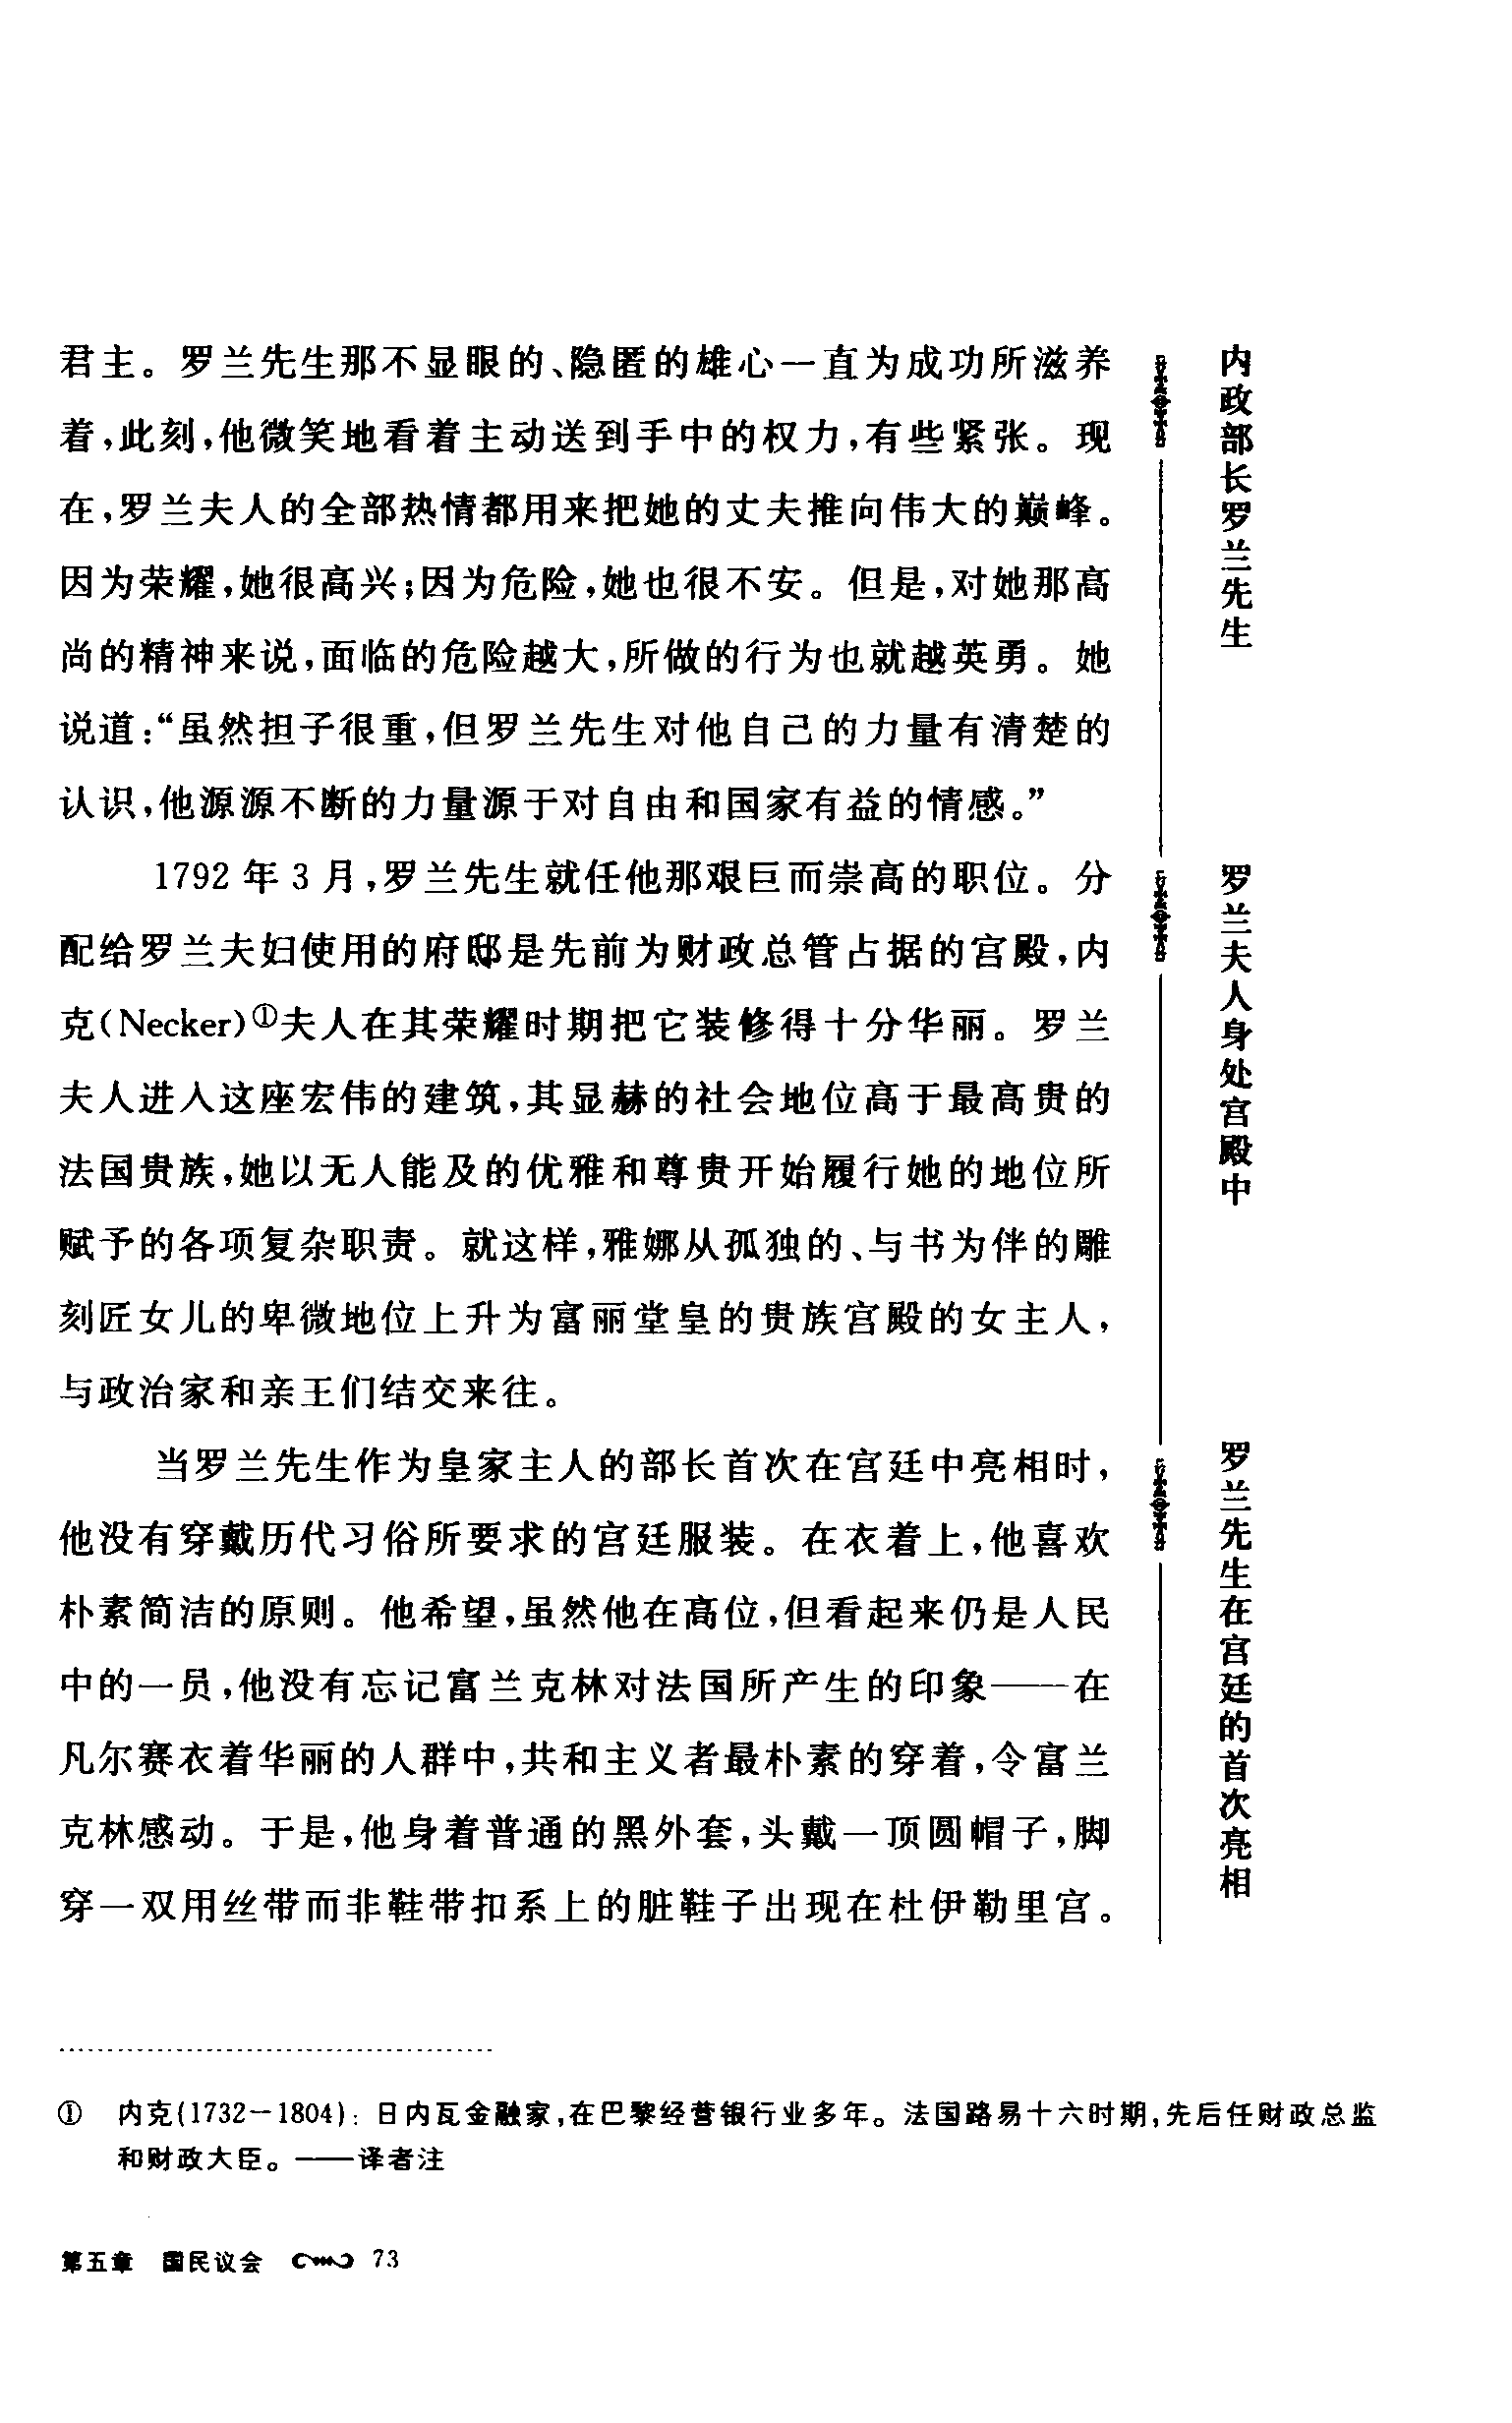 君主。罗兰先生那不显眼的、隐匿的雄心一直为成功所滋养
着,此刻,他微笑地看着主动送到手中的权力,有些紧张。现
在,罗兰夫人的全部热情都用来把她的丈夫推向伟大的巅峰。
因为荣耀,她很高兴;因为危险,她也很不安。但是,对她那高
尚的精神来说,面临的危险越大,所做的行为也就越英勇。她
说道:“虽然担子很重,但罗兰先生对他自己的力量有清楚的
认识,他源源不断的力量源于对自由和国家有益的情感。”
1792 年 3 月,罗兰先生就任他那艰巨而崇高的职位。分
配给罗兰夫妇使用的府邸是先前为财政总管占据的宫殿,内
克(Necker)①夫人在其荣耀时期把它装修得十分华丽。罗兰
夫人进入这座宏伟的建筑,其显赫的社会地位高于最高贵的
法国贵族,她以无人能及的优雅和尊贵开始履行她的地位所
赋予的各项复杂职责。就这样,雅娜从孤独的、与书为伴的雕
刻匠女儿的卑微地位上升为富丽堂皇的贵族宫殿的女主人,
与政治家和亲王们结交来往。
当罗兰先生作为皇家主人的部长首次在宫廷中亮相时,
他没有穿戴历代习俗所要求的宫廷服装。在衣着上,他喜欢
朴素简洁的原则。他希望,虽然他在高位,但看起来仍是人民
中的一员,他没有忘记富兰克林对法国所产生的印象——在
凡尔赛衣着华丽的人群中,共和主义者最朴素的穿着,令富兰
克林感动。于是,他身着普通的黑外套,头戴一顶圆帽子,脚
穿一双用丝带而非鞋带扣系上的脏鞋子出现在杜伊勒里宫。
内政部长罗兰先生
罗兰夫人身处宫殿中
罗兰先生在宫廷的首次亮相
① 内克(1732—1804): 日内瓦金融家,在巴黎经营银行业多年。法国路易十六时期,先后任财政总监
和财政大臣。——译者注
第五章 国民议会 73